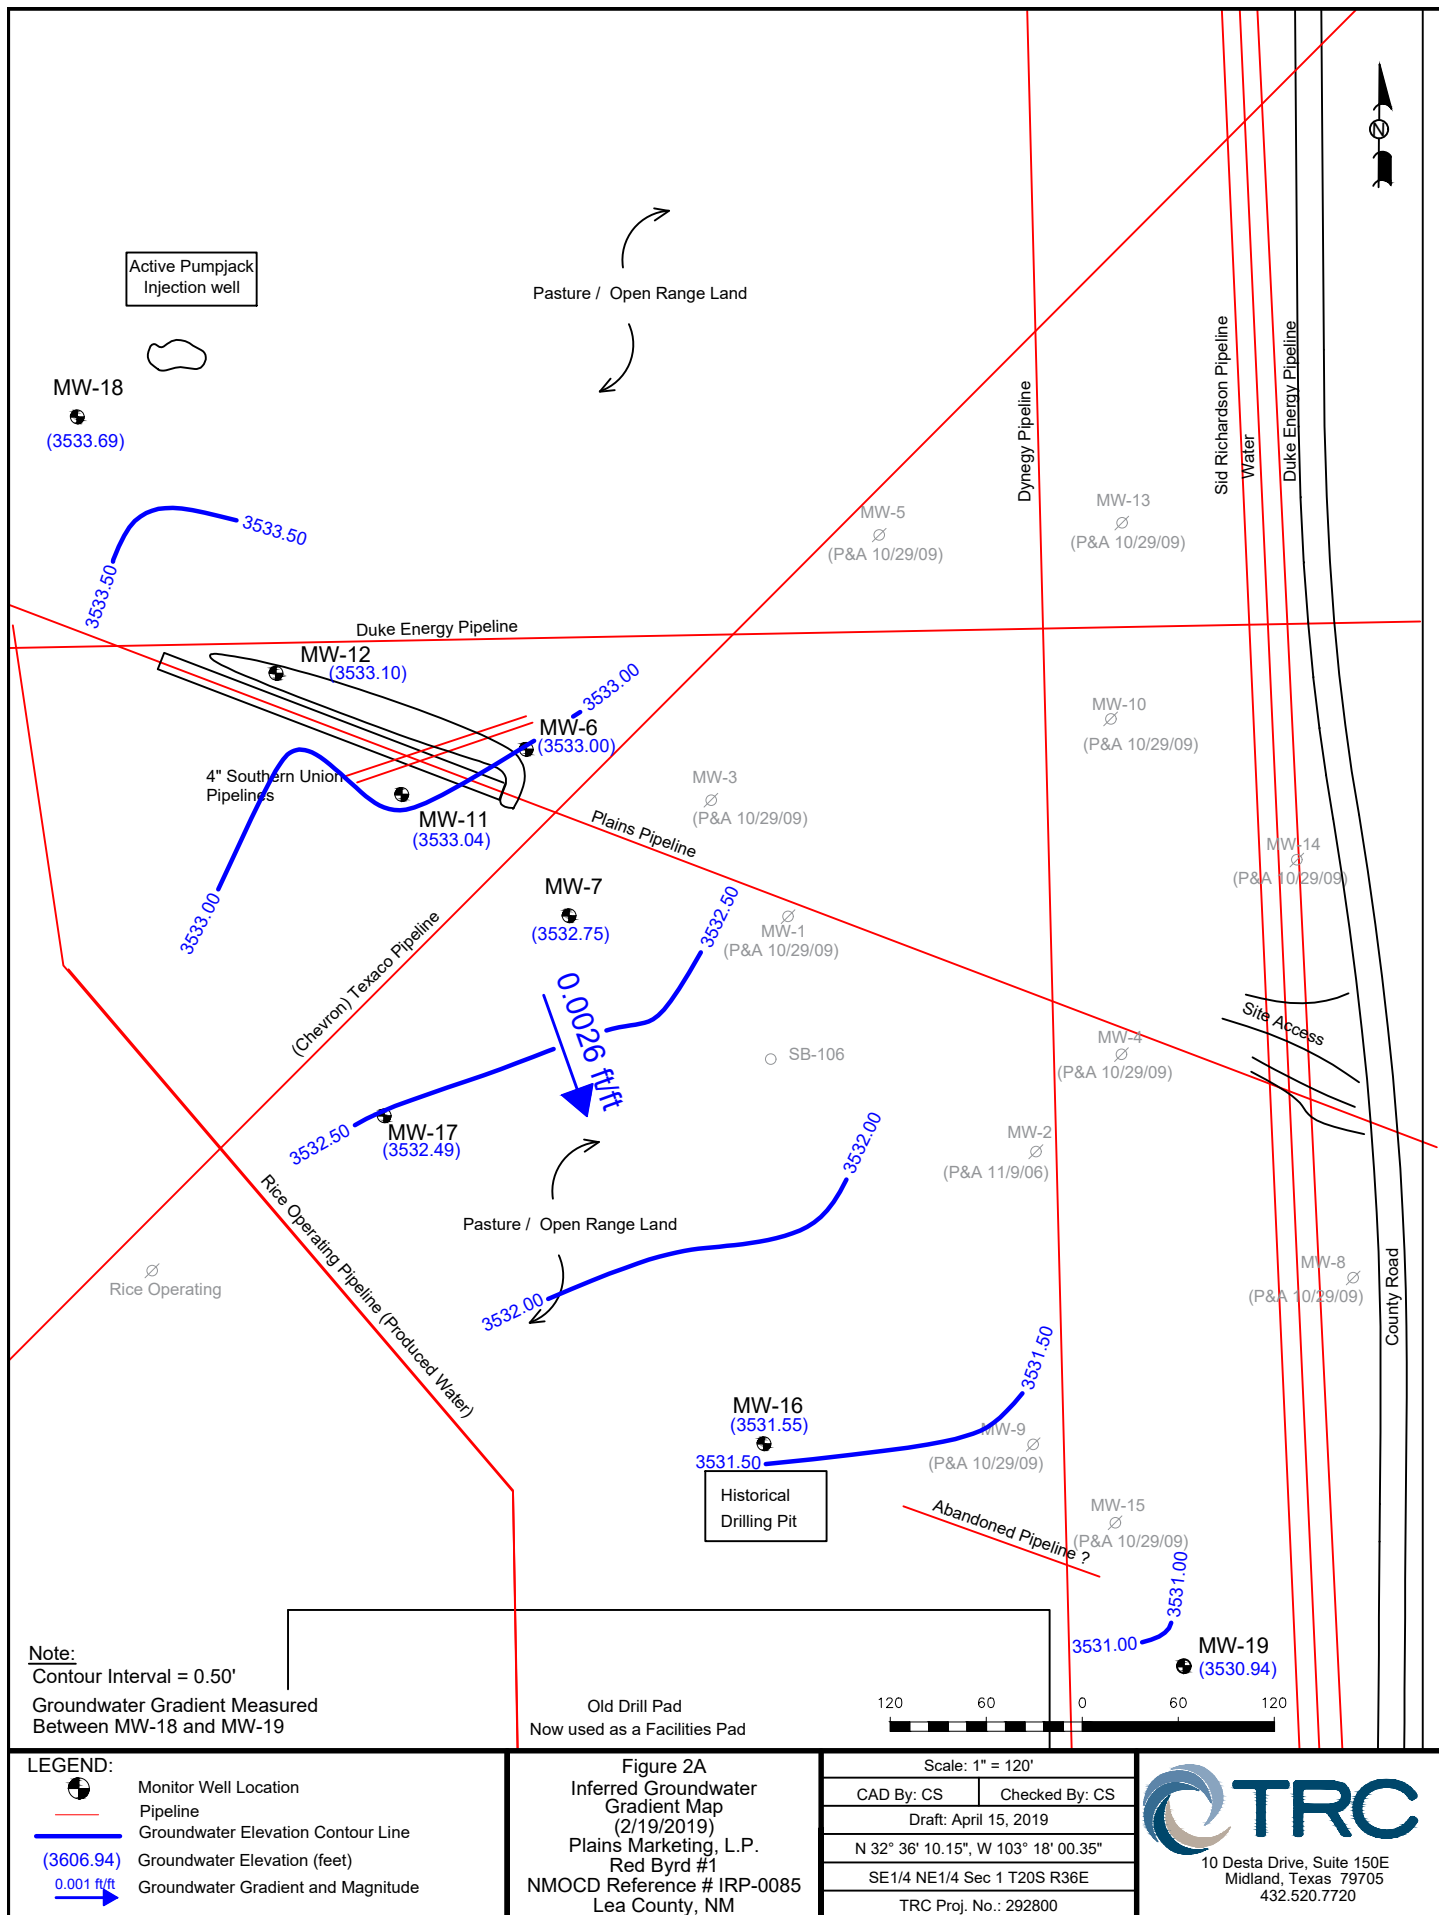 N
Active Pumpjack
Injection well
Pasture /  Open Range Land
MW-18
(3533.69)
3533.50
3533.50
Dynegy Pipeline
Sid Richardson Pipeline
Water
Duke Energy Pipeline
MW-5
(P&A 10/29/09)
MW-13
(P&A 10/29/09)
Duke Energy Pipeline
MW-12
(3533.10)
3533.00
MW-6
(3533.00)
4" Southern Union
Pipelines
MW-11
(3533.04)
MW-10
(P&A 10/29/09)
MW-3
(P&A 10/29/09)
Plains Pipeline
MW-14
(P&A 10/29/09)
3533.00
MW-7
(3532.75)
3532.50
MW-1
(P&A 10/29/09)
(Chevron) Texaco Pipeline
0.0026 ft/ft
Site Access
SB-106
MW-4
(P&A 10/29/09)
3532.50
MW-17
(3532.49)
MW-2
(P&A 11/9/06)
3532.00
Pasture /  Open Range Land
Rice Operating Pipeline (Produced Water)
Rice Operating
3532.00
MW-8
(P&A 10/29/09)
County Road
3531.50
MW-16
(3531.55)
3531.50
MW-9
(P&A 10/29/09)
Historical
Drilling Pit
Abandoned Pipeline ?
MW-15
(P&A 10/29/09)
3531.00
3531.00
MW-19
(3530.94)
Note:
Contour Interval = 0.50'
Groundwater Gradient Measured
Between MW-18 and MW-19
Old Drill Pad
Now used as a Facilities Pad
120 60 0 60 120
LEGEND:
Monitor Well Location
Pipeline
Groundwater Elevation Contour Line
(3606.94) Groundwater Elevation (feet)
0.001 ft/ft Groundwater Gradient and Magnitude
Figure 2A
Inferred Groundwater
Gradient Map
(2/19/2019)
Plains Marketing, L.P.
Red Byrd #1
NMOCD Reference # IRP-0085
Lea County, NM
Scale: 1" = 120'
CAD By: CS Checked By: CS
Draft: April 15, 2019
N 32° 36' 10.15", W 103° 18' 00.35"
SE1/4 NE1/4 Sec 1 T20S R36E
TRC Proj. No.: 292800
TRC
10 Desta Drive, Suite 150E
Midland, Texas  79705
432.520.7720